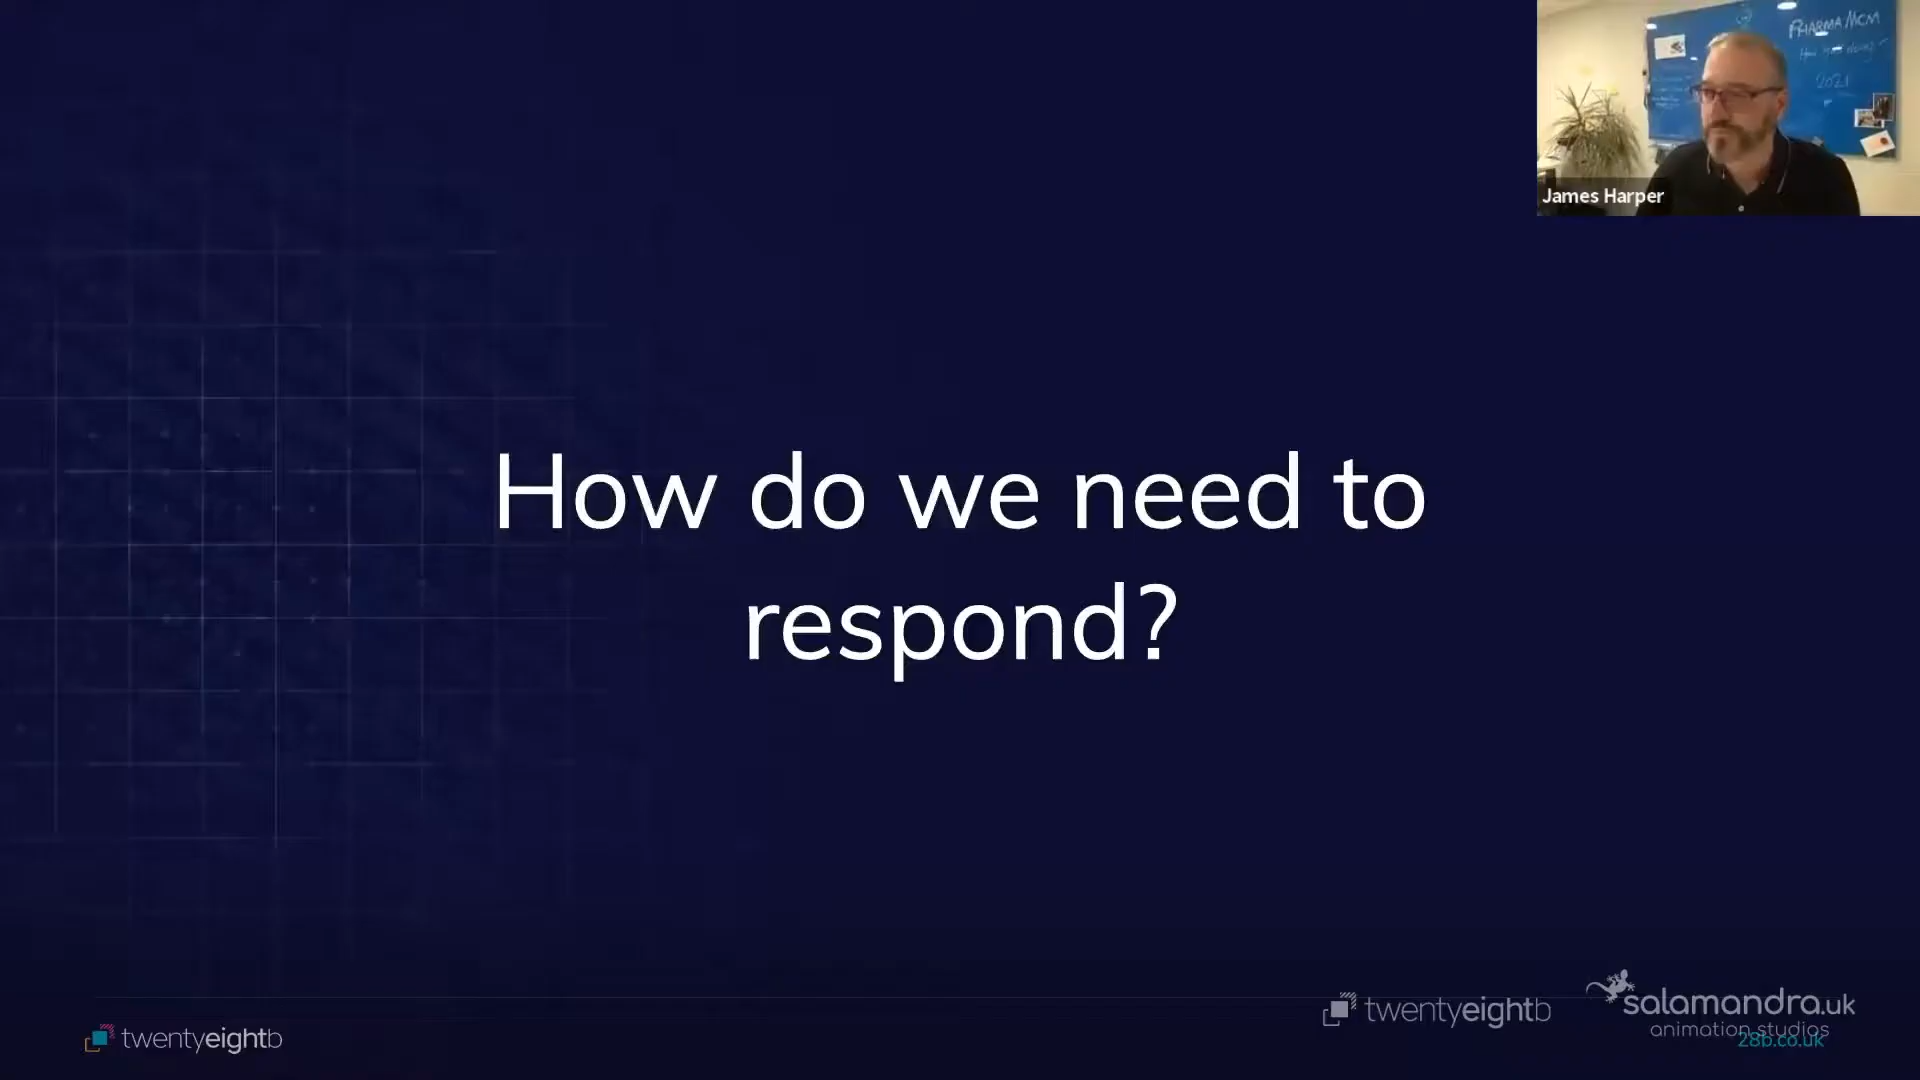 PHARMA MCM
2021
James Harper
How do we need to
respond?
twentyeightb
salamandra.uk
animation studios
twentyeightb
28b.co.uk